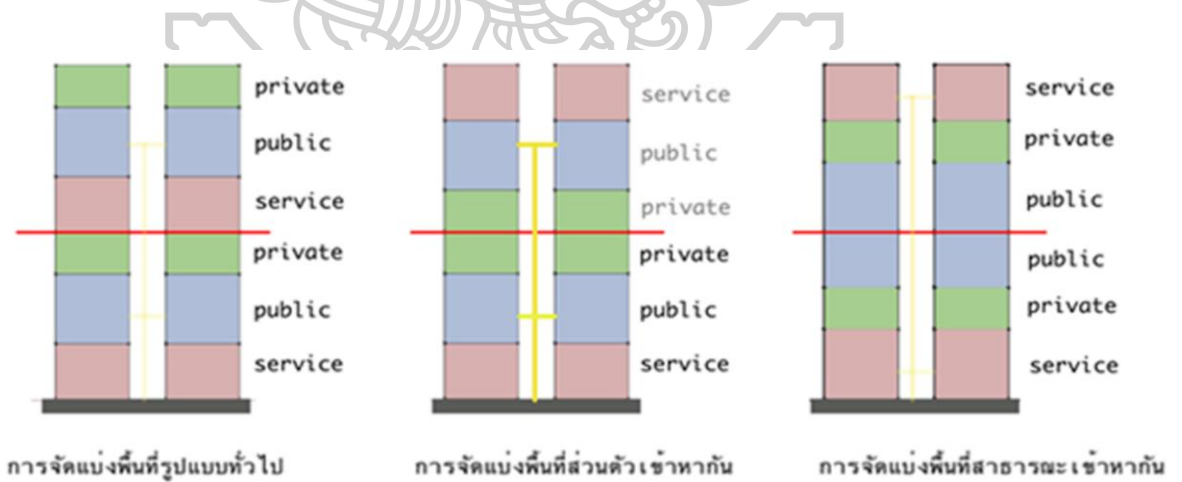 private
public
service
private
public
service
service
public
private
private
public
service
service
private
public
public
private
service
การจัดแบ่งพื้นที่รูปแบบทั่วไป
การจัดแบ่งพื้นที่ส่วนตัวเข้าหากัน
การจัดแบ่งพื้นที่สาธารณะเข้าหากัน